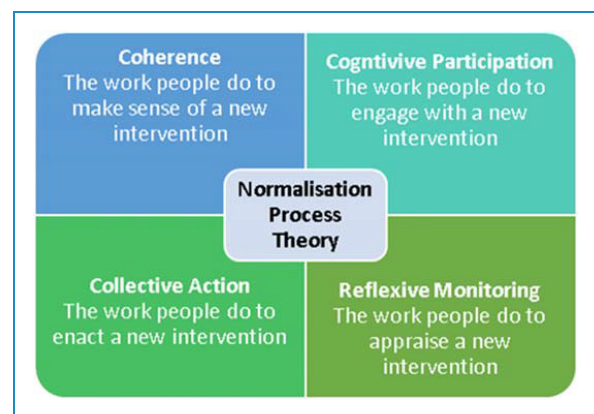 Coherence
The work people do to
make sense of a new
intervention
Cogntivive Participation
The work people do to
engage with a new
intervention
Normalisation
Process
Theory
Collective Action
The work people do to
enact a new intervention
Reflexive Monitoring
The work people do to
appraise a new
intervention